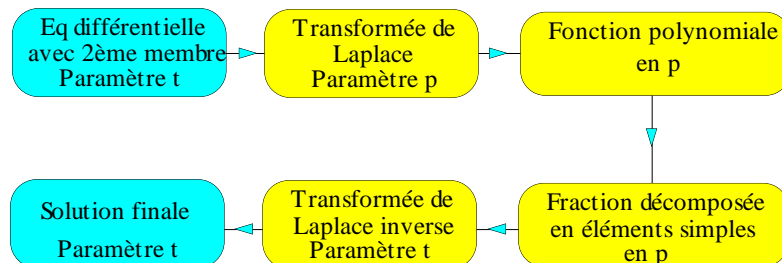 Eq différentielle
avec 2ème membre
Paramètre t
Transformée de
Laplace
Paramètre p
Fonction polynomiale
en p
Fraction décomposée
en éléments simples
en p
Transformée de
Laplace inverse
Paramètre t
Solution finale
Paramètre t